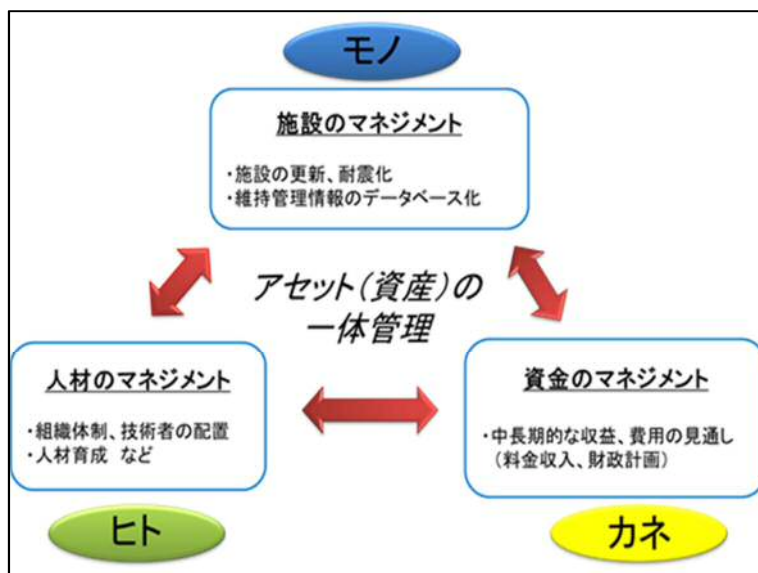 モノ
施設のマネジメント
・施設の更新、耐震化
・維持管理情報のデータベース化
アセット(資産)の
一体管理
人材のマネジメント
・組織体制、技術者の配置
・人材育成 など
ヒト
資金のマネジメント
・中長期的な収益、費用の見通し
(料金収入、財政計画)
カネ